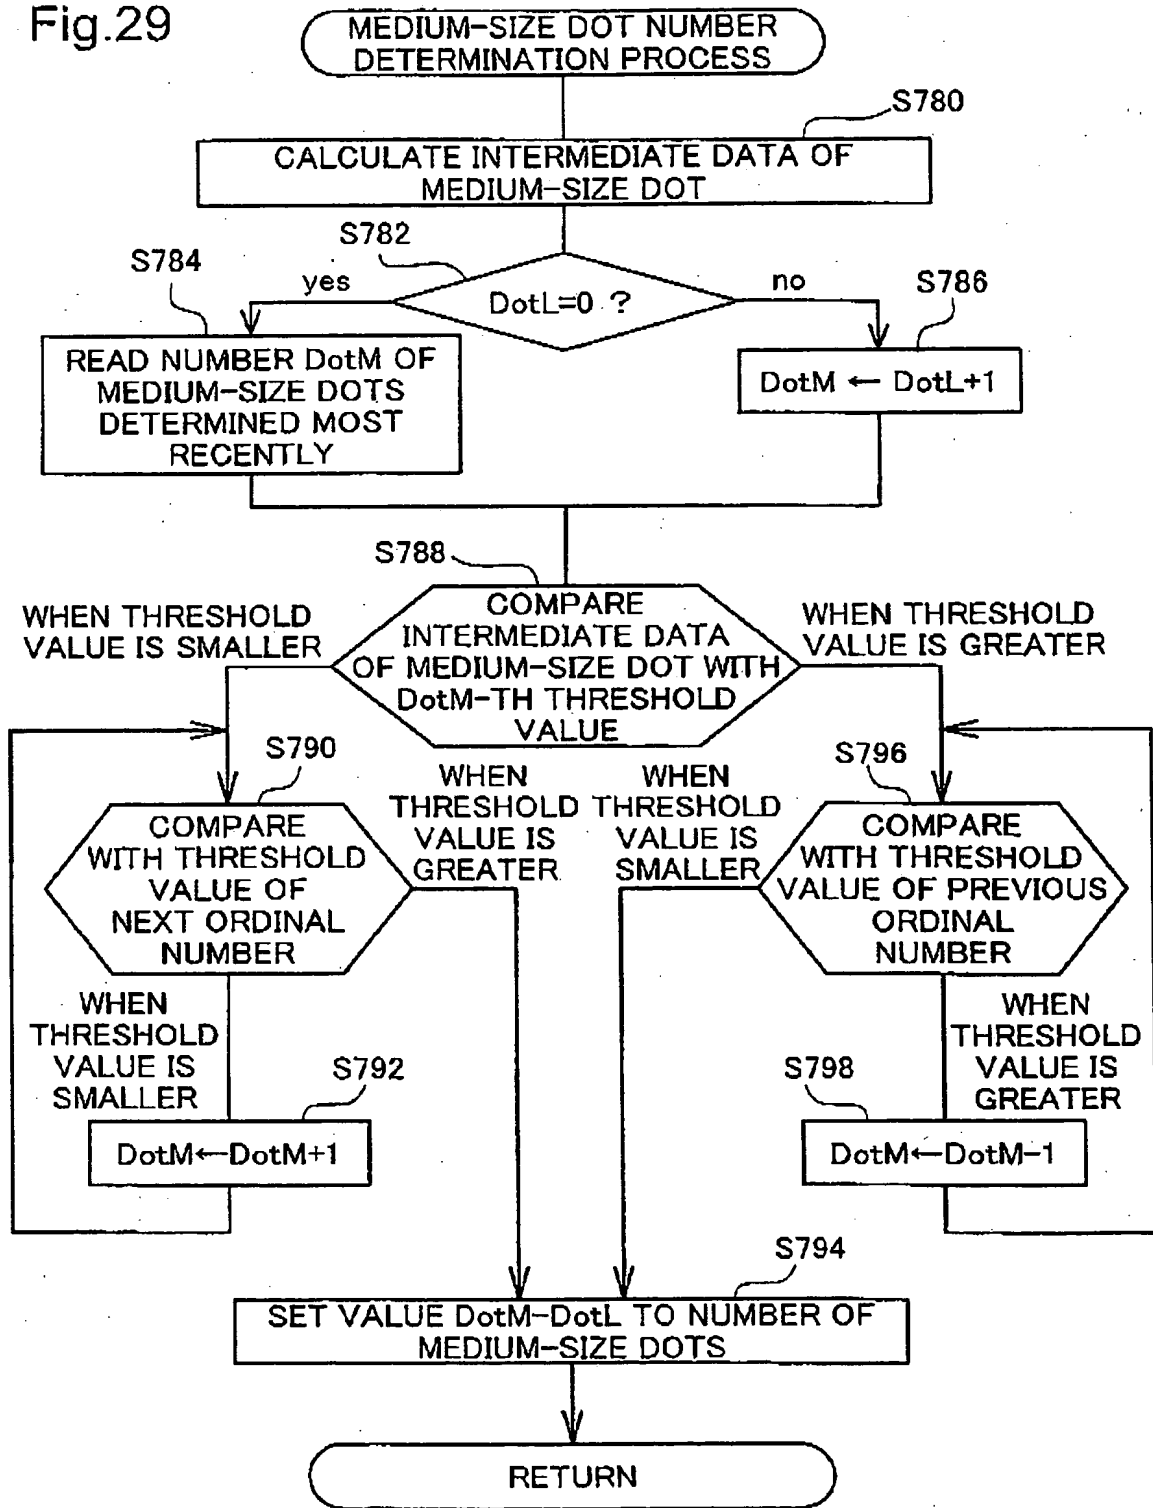 Fig.29
MEDIUM-SIZE DOT NUMBER
DETERMINATION PROCESS
S780
CALCULATE INTERMEDIATE DATA OF
MEDIUM-SIZE DOT
S782
S784
yes
DotL=0 ?
no
S786
READ NUMBER DotM OF
MEDIUM-SIZE DOTS
DETERMINED MOST
RECENTLY
DotM ← DotL+1
S788
WHEN THRESHOLD
VALUE IS SMALLER
COMPARE
INTERMEDIATE DATA
OF MEDIUM-SIZE DOT WITH
DotM-TH THRESHOLD
VALUE
WHEN THRESHOLD
VALUE IS GREATER
S790
COMPARE
WITH THRESHOLD
VALUE OF
NEXT ORDINAL
NUMBER
WHEN
THRESHOLD
VALUE IS
GREATER
WHEN
THRESHOLD
VALUE IS
SMALLER
S796
COMPARE
WITH THRESHOLD
VALUE OF PREVIOUS
ORDINAL
NUMBER
WHEN
THRESHOLD
VALUE IS
SMALLER
S792
DotM←DotM+1
WHEN
THRESHOLD
VALUE IS
GREATER
S798
DotM←DotM-1
S794
SET VALUE DotM-DotL TO NUMBER OF
MEDIUM-SIZE DOTS
RETURN